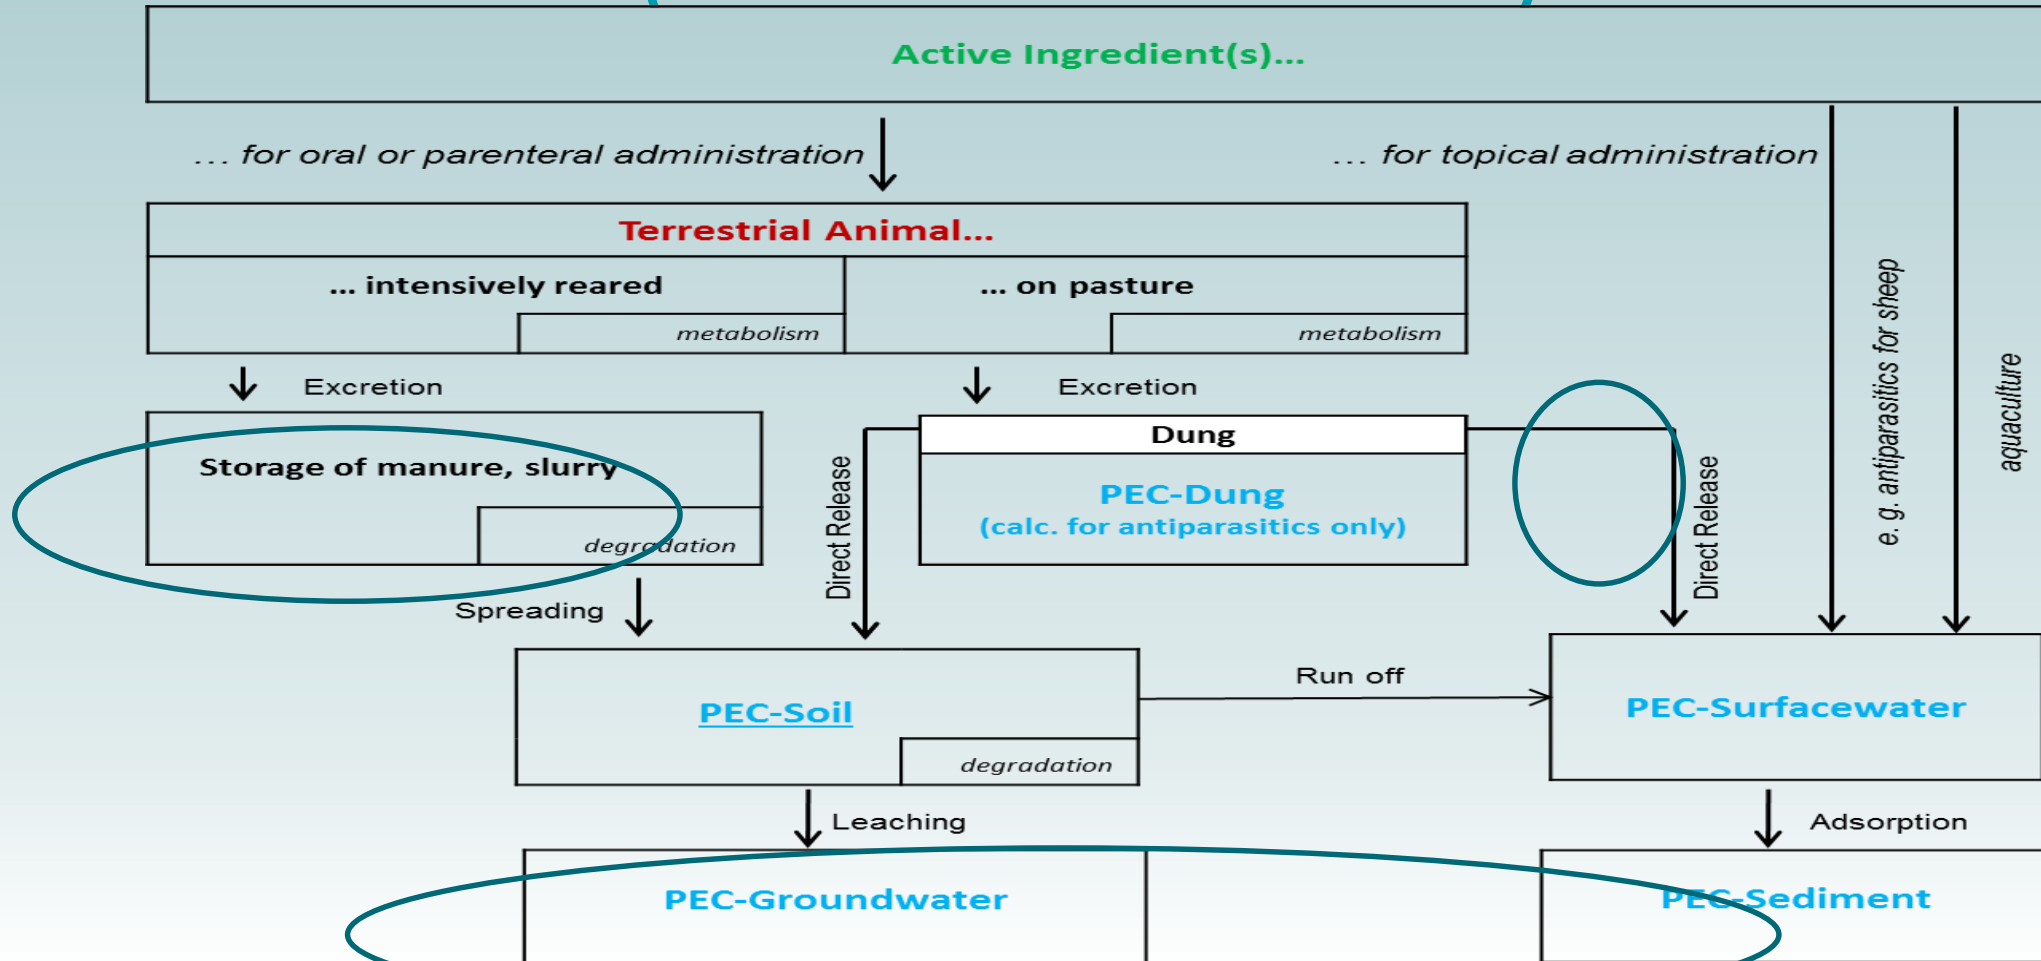 Active Ingredient(s)...
... for oral or parenteral administration
... for topical administration
Terrestrial Animal...
... intensively reared
... on pasture
metabolism
metabolism
e. g. antiparasitics for sheep
aquaculture
Excretion
Excretion
Storage of manure, slurry
degradation
Dung
PEC-Dung
(calc. for antiparasitics only)
Direct Release
Direct Release
Spreading
PEC-Soil
degradation
Run off
PEC-Surfacewater
Leaching
Adsorption
PEC-Groundwater
PEC-Sediment